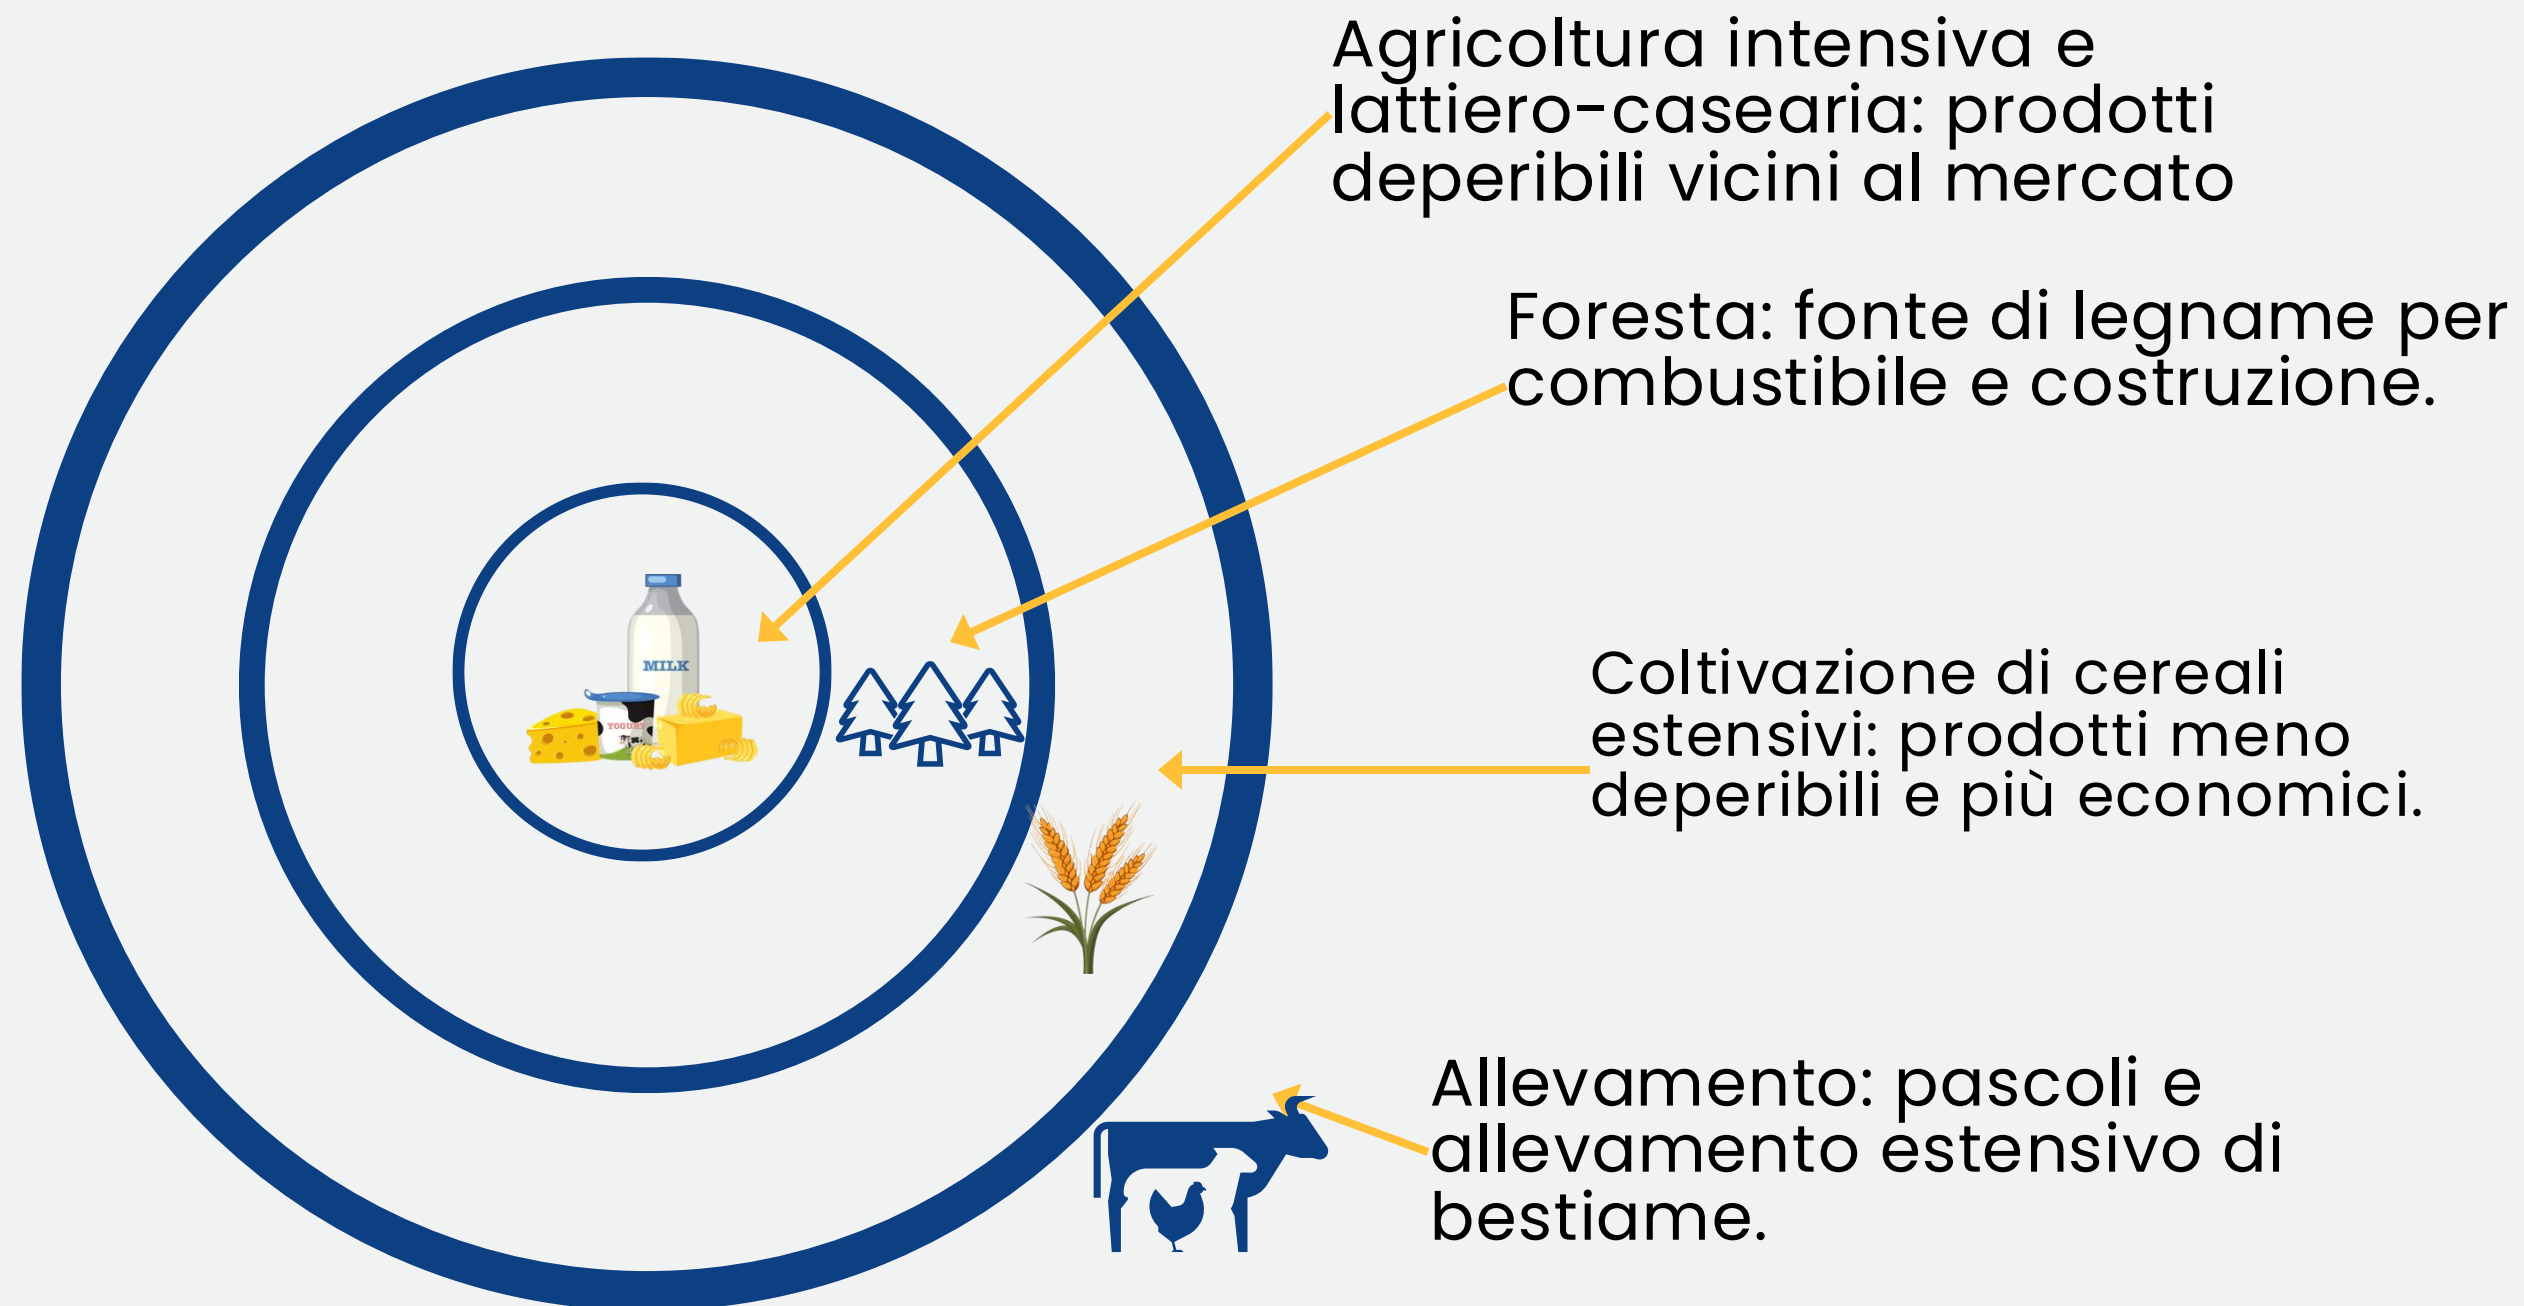 Agricoltura intensiva e
lattiero-casearia: prodotti
deperibili vicini al mercato
Foresta: fonte di legname per
combustibile e costruzione.
MILK
YOGURT
Coltivazione di cereali
estensivi: prodotti meno
deperibili e più economici.
Allevamento: pascoli e
allevamento estensivo di
bestiame.